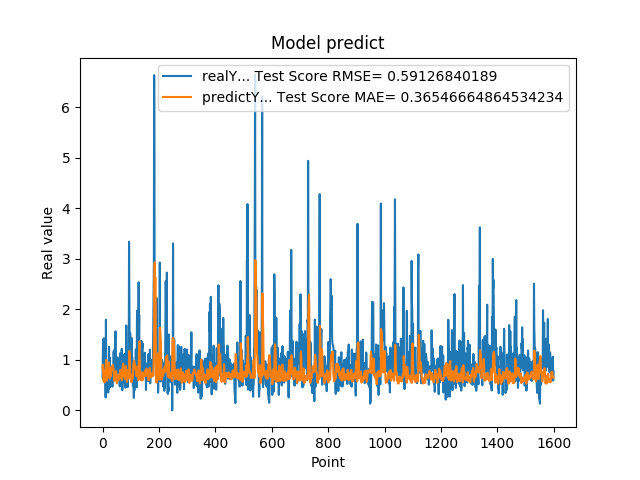 Model predict
realY... Test Score RMSE= 0.59126840189
predictY... Test Score MAE= 0.36546664864534234
6
5
4
3
2
1
0
Real value
0 200 400 600 800 1000 1200 1400 1600
Point